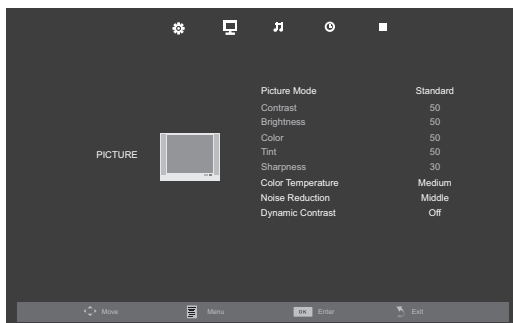 Picture Mode Standard
Contrast 50
Brightness 50
Color 50
PICTURE
Tint 50
Sharpness 30
Color Temperature Medium
Noise Reduction Middle
Dynamic Contrast Off
Move Menu OK Enter Exit